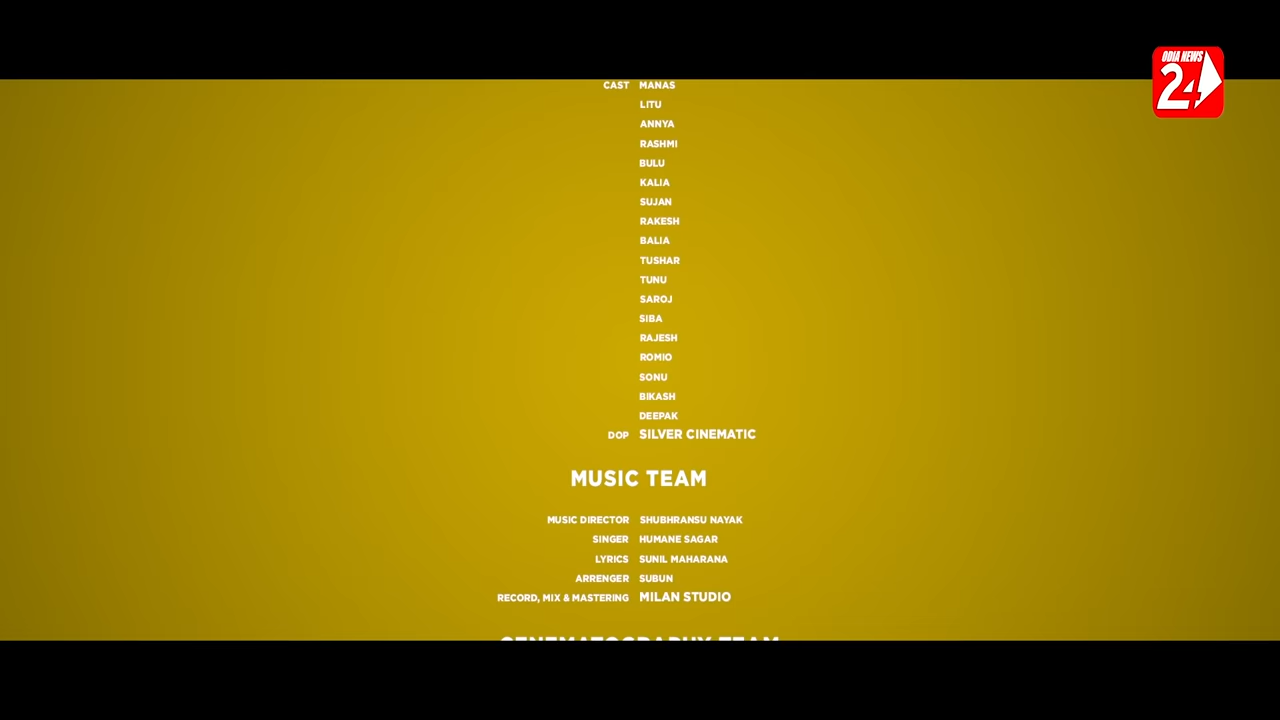 ODIA NEWS
24
CAST MANAS
LITU
ANNYA
RASHMI
BULU
KALIA
SUJAN
RAKESH
BALIA
TUSHAR
TUNU
SAROJ
SIBA
RAJESH
ROMIO
SONU
BIKASH
DEEPAK
DOP SILVER CINEMATIC
MUSIC TEAM
MUSIC DIRECTOR SHUBHRANSU NAYAK
SINGER HUMANE SAGAR
LYRICS SUNIL MAHARANA
ARRENGER SUBUN
RECORD, MIX & MASTERING MILAN STUDIO
CENEMATOGRAPHY TEAM